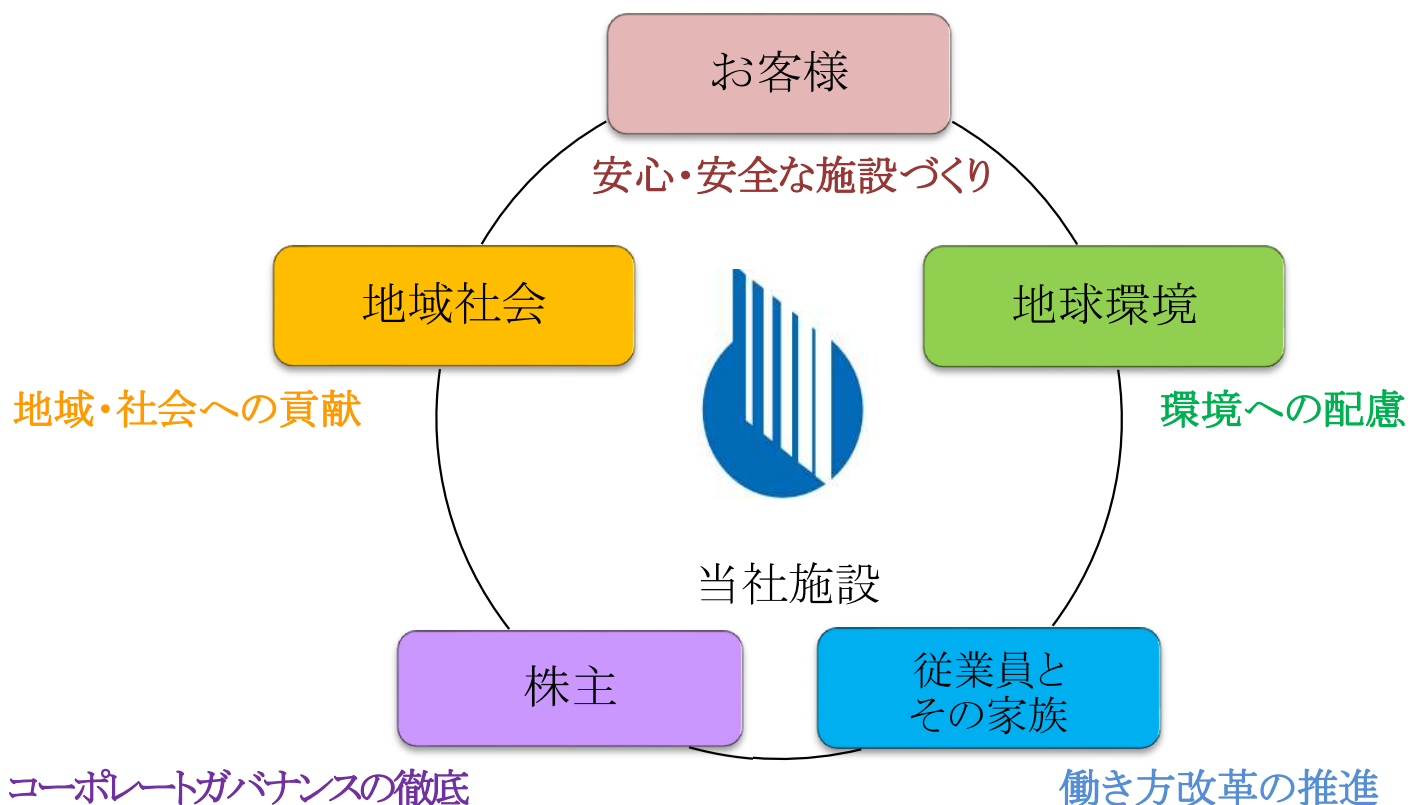 お客様
安心・安全な施設づくり
地域社会
地球環境
地域・社会への貢献
環境への配慮
当社施設
株主
従業員と
その家族
コーポレートガバナンスの徹底
働き方改革の推進